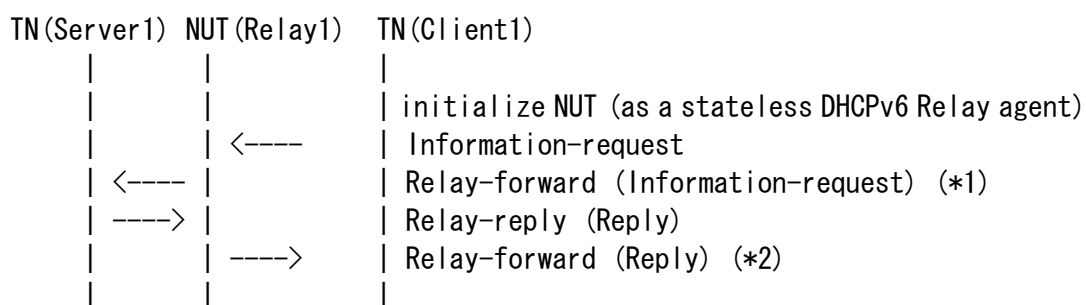 TN(Server1) NUT(Relay1) TN(Client1)
| | |
| | | initialize NUT (as a stateless DHCPv6 Relay agent)
| | <---- | Information-request
| <---- | | Relay-forward (Information-request) (*1)
| ----> | | Relay-reply (Reply)
| | ----> | Relay-forward (Reply) (*2)
| | |